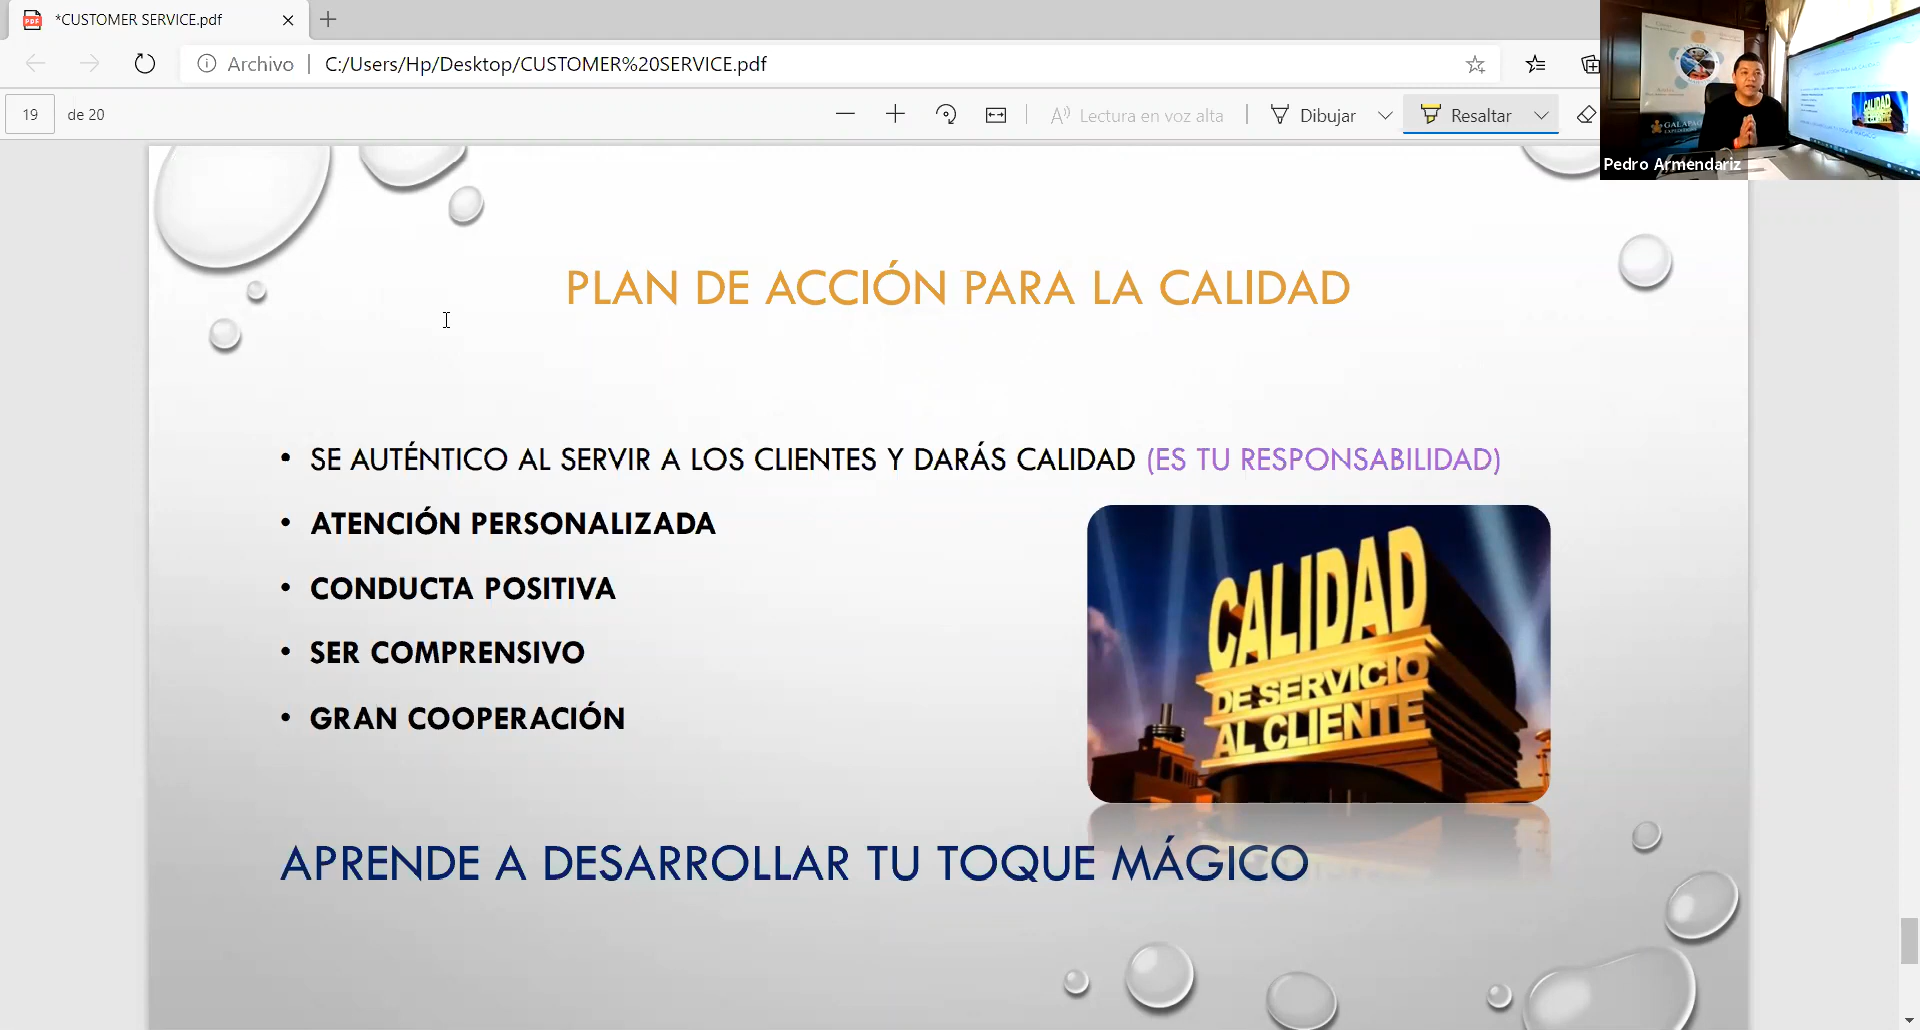 *CUSTOMER SERVICE.pdf
Archivo
C:/Users/Hp/Desktop/CUSTOMER%20SERVICE.pdf
19 de 20
Lectura en voz alta
Dibujar
Resaltar
Pedro Armendariz
PLAN DE ACCIÓN PARA LA CALIDAD
• SE AUTÉNTICO AL SERVIR A LOS CLIENTES Y DARÁS CALIDAD (ES TU RESPONSABILIDAD)
• ATENCIÓN PERSONALIZADA
• CONDUCTA POSITIVA
• SER COMPRENSIVO
• GRAN COOPERACIÓN
CALIDAD
DE SERVICIO
AL CLIENTE
APRENDE A DESARROLLAR TU TOQUE MÁGICO